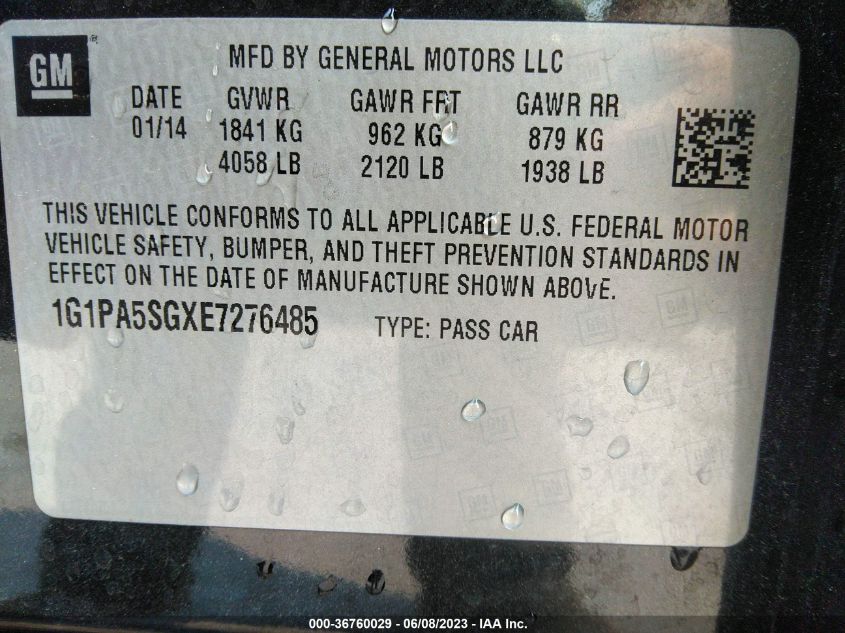 GM
MFD BY GENERAL MOTORS LLC
DATE GVWR GAWR FRT GAWR RR
01/14 1841 KG 962 KG 879 KG
4058 LB 2120 LB 1938 LB
THIS VEHICLE CONFORMS TO ALL APPLICABLE U.S. FEDERAL MOTOR
VEHICLE SAFETY, BUMPER, AND THEFT PREVENTION STANDARDS IN
EFFECT ON THE DATE OF MANUFACTURE SHOWN ABOVE.
1G1PA5SGXE7276485 TYPE: PASS CAR
000-36760029 - 06/08/2023 - IAA Inc.